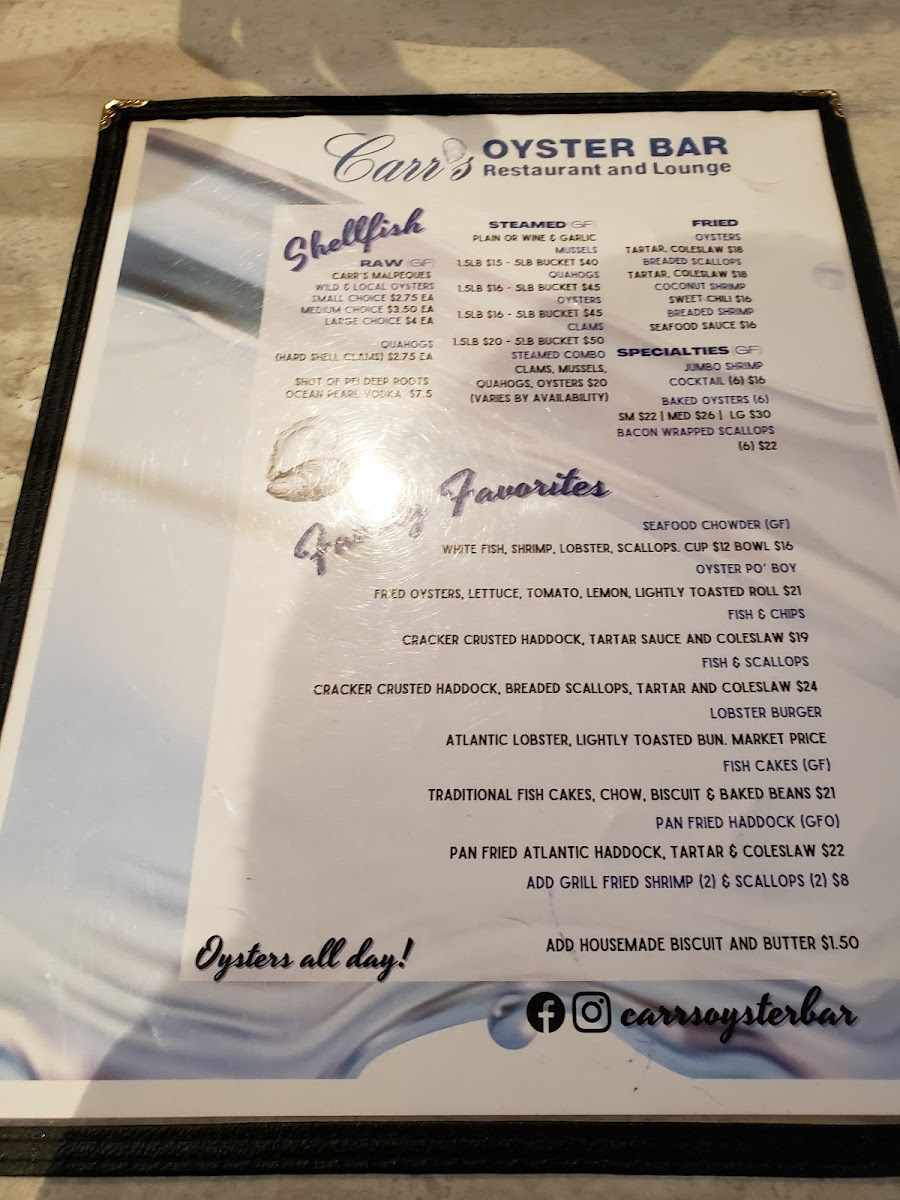 Carr's OYSTER BAR
Restaurant and Lounge
Shellfish
RAW (GF)
CARR'S MALPEQUES
WILD & LOCAL OYSTERS
SMALL CHOICE $2.75 EA
MEDIUM CHOICE $3.50 EA
LARGE CHOICE $4 EA
QUAHOGS
(HARD SHELL CLAMS) $2.75 EA
SHOT OF PEI DEEP ROOTS
OCEAN PEARL VODKA $7.5
STEAMED (GF)
PLAIN OR WINE & GARLIC
MUSSELS
1.5LB $15 - 5LB BUCKET $40
QUAHOGS
1.5LB $16 - 5LB BUCKET $45
OYSTERS
1.5LB $16 - 5LB BUCKET $45
CLAMS
1.5LB $20 - 5LB BUCKET $50
STEAMED COMBO
CLAMS, MUSSELS,
QUAHOGS, OYSTERS $20
(VARIES BY AVAILABILITY)
FRIED
OYSTERS
TARTAR, COLESLAW $18
BREADED SCALLOPS
TARTAR, COLESLAW $18
COCONUT SHRIMP
SWEET CHILI $16
BREADED SHRIMP
SEAFOOD SAUCE $16
SPECIALTIES (GF)
JUMBO SHRIMP
COCKTAIL (6) $16
BAKED OYSTERS (6)
SM $22 | MED $26 | LG $30
BACON WRAPPED SCALLOPS
(6) $22
Family Favorites
SEAFOOD CHOWDER (GF)
WHITE FISH, SHRIMP, LOBSTER, SCALLOPS. CUP $12 BOWL $16
OYSTER PO' BOY
FRIED OYSTERS, LETTUCE, TOMATO, LEMON, LIGHTLY TOASTED ROLL $21
FISH & CHIPS
CRACKER CRUSTED HADDOCK, TARTAR SAUCE AND COLESLAW $19
FISH & SCALLOPS
CRACKER CRUSTED HADDOCK, BREADED SCALLOPS, TARTAR AND COLESLAW $24
LOBSTER BURGER
ATLANTIC LOBSTER, LIGHTLY TOASTED BUN. MARKET PRICE
FISH CAKES (GF)
TRADITIONAL FISH CAKES, CHOW, BISCUIT & BAKED BEANS $21
PAN FRIED HADDOCK (GFO)
PAN FRIED ATLANTIC HADDOCK, TARTAR & COLESLAW $22
ADD GRILL FRIED SHRIMP (2) & SCALLOPS (2) $8
ADD HOUSEMADE BISCUIT AND BUTTER $1.50
Oysters all day!
carrsoysterbar